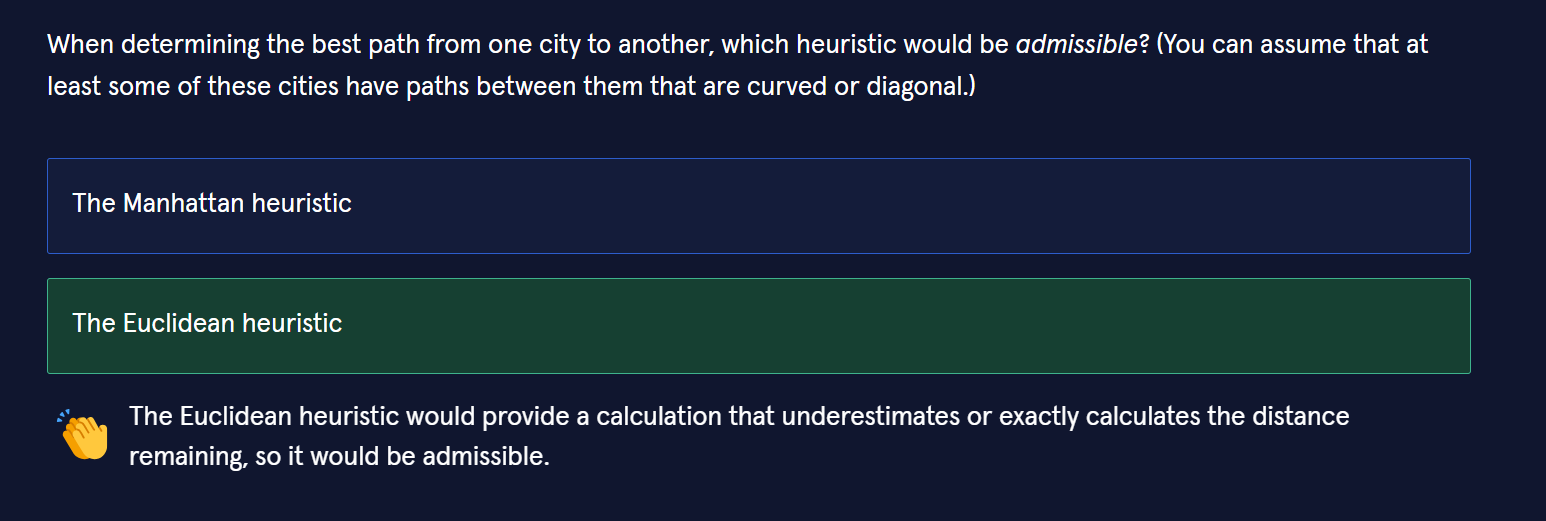 When determining the best path from one city to another, which heuristic would be admissible? (You can assume that at
least some of these cities have paths between them that are curved or diagonal.)
The Manhattan heuristic
The Euclidean heuristic
The Euclidean heuristic would provide a calculation that underestimates or exactly calculates the distance
remaining, so it would be admissible.